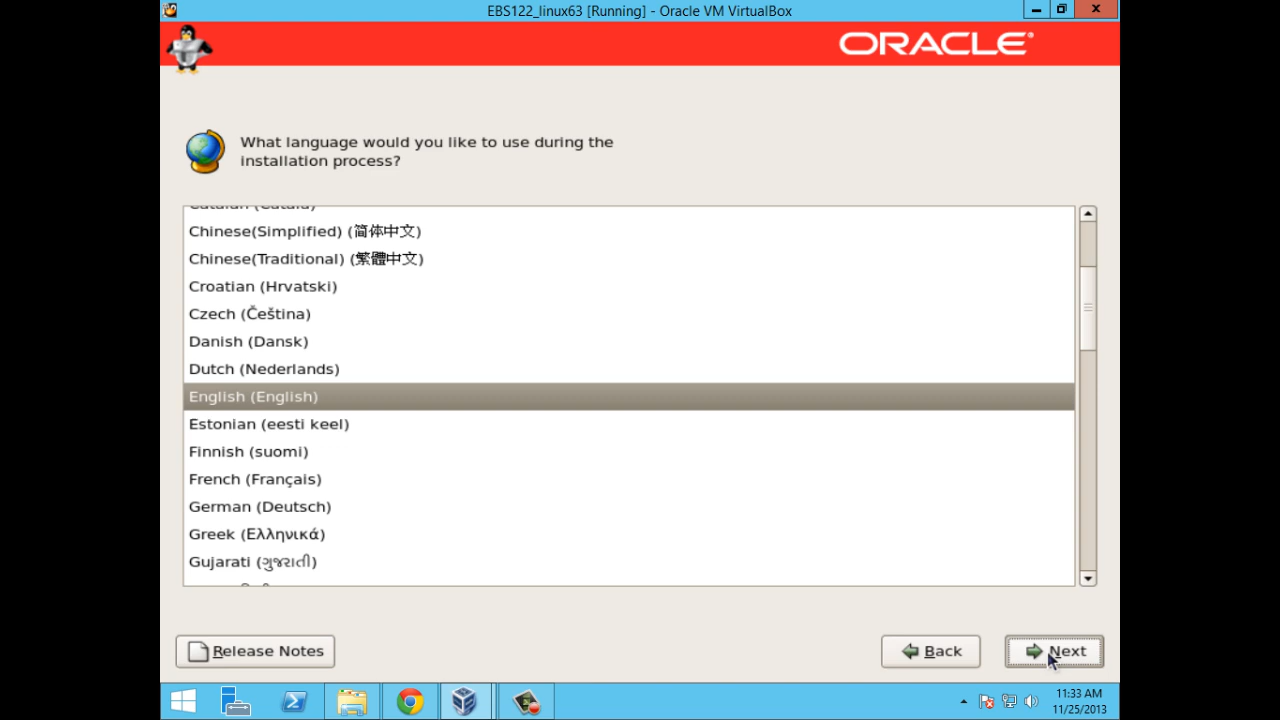 EBS122_linux63 [Running] - Oracle VM VirtualBox
ORACLE
What language would you like to use during the
installation process?
Catalan (Català)
Chinese(Simplified) (简体中文)
Chinese(Traditional) (繁體中文)
Croatian (Hrvatski)
Czech (Čeština)
Danish (Dansk)
Dutch (Nederlands)
English (English)
Estonian (eesti keel)
Finnish (suomi)
French (Français)
German (Deutsch)
Greek (Ελληνικά)
Gujarati (ગુજરાતી)
Release Notes
Back
Next
11:33 AM
11/25/2013